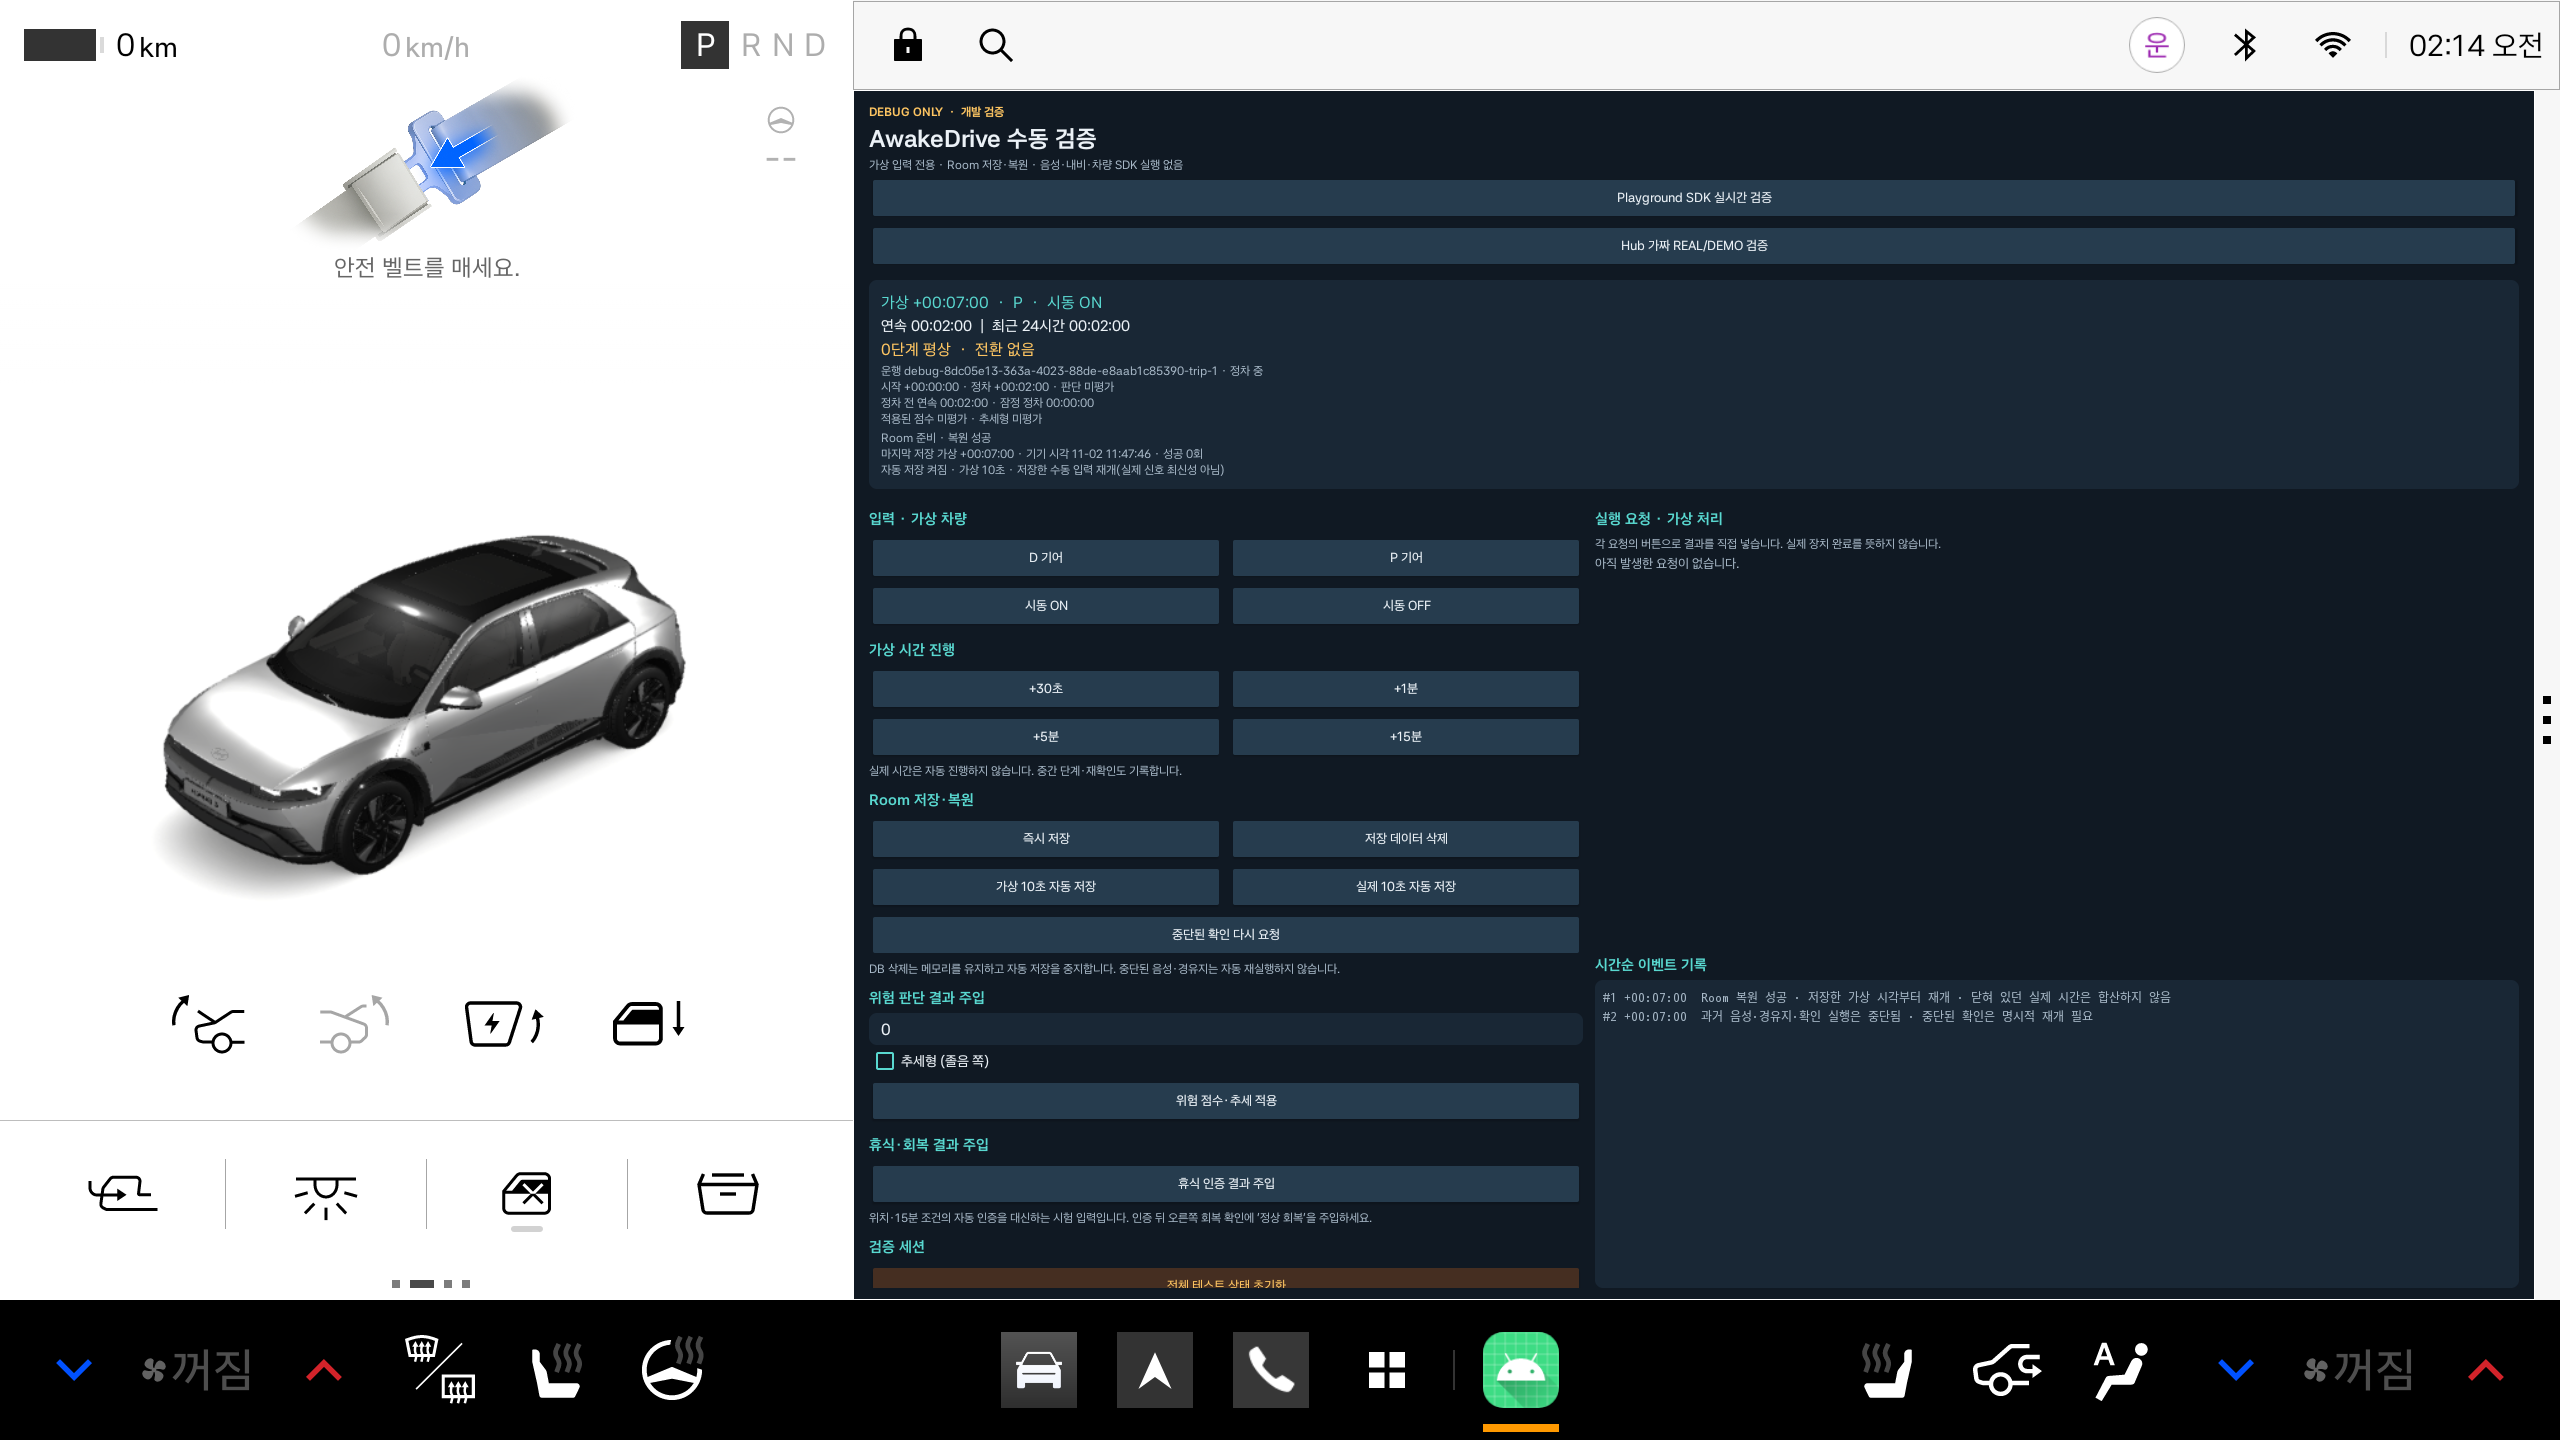 0 km
0 km/h
P R N D
안전 벨트를 매세요.
운
02:14 오전
DEBUG ONLY · 개발 검증
AwakeDrive 수동 검증
가상 입력 전용 · Room 저장·복원 · 음성·내비·차량 SDK 실행 없음
Playground SDK 실시간 검증
Hub 가짜 REAL/DEMO 검증
가상 +00:07:00 · P · 시동 ON
연속 00:02:00 | 최근 24시간 00:02:00
0단계 평상 · 전환 없음
운행 debug-8dc05e13-363a-4023-88de-e8aab1c85390-trip-1 · 정차 중
시작 +00:00:00 · 정차 +00:02:00 · 판단 미평가
정차 전 연속 00:02:00 · 잠정 정차 00:00:00
적용된 점수 미평가 · 추세형 미평가
Room 준비 · 복원 성공
마지막 저장 가상 +00:07:00 · 기기 시각 11-02 11:47:46 · 성공 0회
자동 저장 켜짐 · 가상 10초 · 저장한 수동 입력 재개(실제 신호 최신성 아님)
입력 · 가상 차량
D 기어
P 기어
시동 ON
시동 OFF
가상 시간 진행
+30초
+1분
+5분
+15분
실제 시간은 자동 진행하지 않습니다. 중간 단계·재확인도 기록합니다.
Room 저장·복원
즉시 저장
저장 데이터 삭제
가상 10초 자동 저장
실제 10초 자동 저장
중단된 확인 다시 요청
DB 삭제는 메모리를 유지하고 자동 저장을 중지합니다. 중단된 음성·경유지는 자동 재실행하지 않습니다.
위험 판단 결과 주입
0
추세형 (졸음 쪽)
위험 점수·추세 적용
휴식·회복 결과 주입
휴식 인증 결과 주입
위치·15분 조건의 자동 인증을 대신하는 시험 입력입니다. 인증 뒤 오른쪽 회복 확인에 ‘정상 회복’을 주입하세요.
검증 세션
전체 테스트 상태 초기화
실행 요청 · 가상 처리
각 요청의 버튼으로 결과를 직접 넣습니다. 실제 장치 완료를 뜻하지 않습니다.
아직 발생한 요청이 없습니다.
시간순 이벤트 기록
#1 +00:07:00 Room 복원 성공 · 저장한 가상 시각부터 재개 · 닫혀 있던 실제 시간은 합산하지 않음
#2 +00:07:00 과거 음성·경유지·확인 실행은 중단됨 · 중단된 확인은 명시적 재개 필요
꺼짐
A
꺼짐